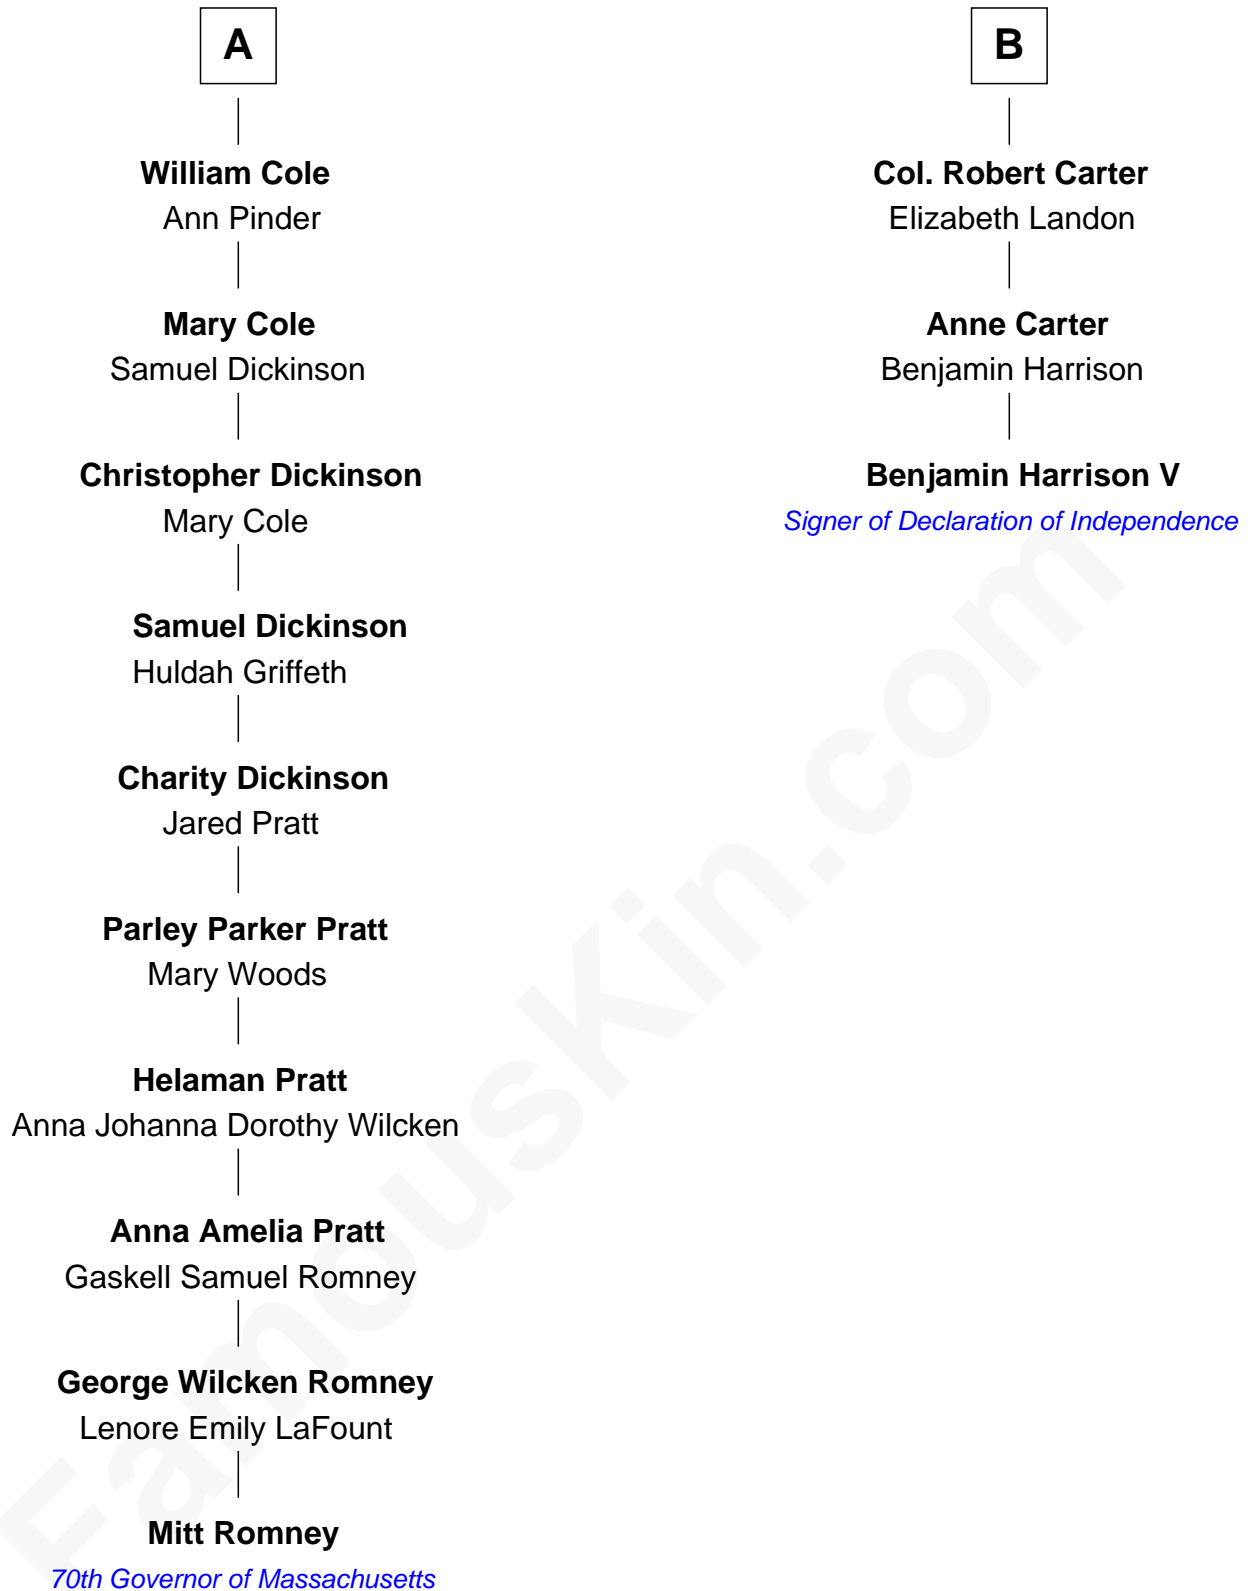 A
William Cole
Ann Pinder
Mary Cole
Samuel Dickinson
Christopher Dickinson
Mary Cole
Samuel Dickinson
Huldah Griffeth
Charity Dickinson
Jared Pratt
Parley Parker Pratt
Mary Woods
Helaman Pratt
Anna Johanna Dorothy Wilcken
Anna Amelia Pratt
Gaskell Samuel Romney
George Wilcken Romney
Lenore Emily LaFount
Mitt Romney
70th Governor of Massachusetts
B
Col. Robert Carter
Elizabeth Landon
Anne Carter
Benjamin Harrison
Benjamin Harrison V
Signer of Declaration of Independence
FamousKin.com